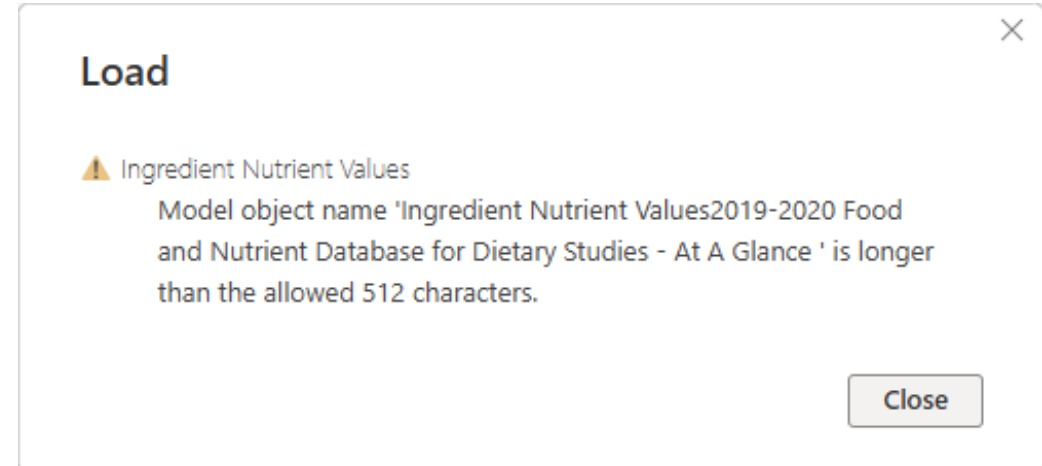 Load
Ingredient Nutrient Values
Model object name 'Ingredient Nutrient Values2019-2020 Food
and Nutrient Database for Dietary Studies - At A Glance ' is longer
than the allowed 512 characters.
Close